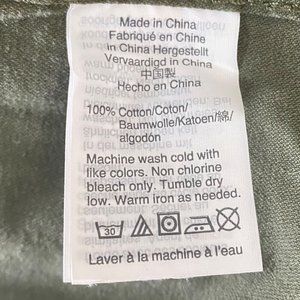 Made in China
Fabriqué en Chine
in China Hergestellt
Vervaardigd in China
中国製
Hecho en China
100% Cotton/Coton/
Baumwolle/Katoen/綿/
algodón
Machine wash cold with
like colors. Non chlorine
bleach only. Tumble dry
low. Warm iron as needed.
30
Laver à la machine à l'eau